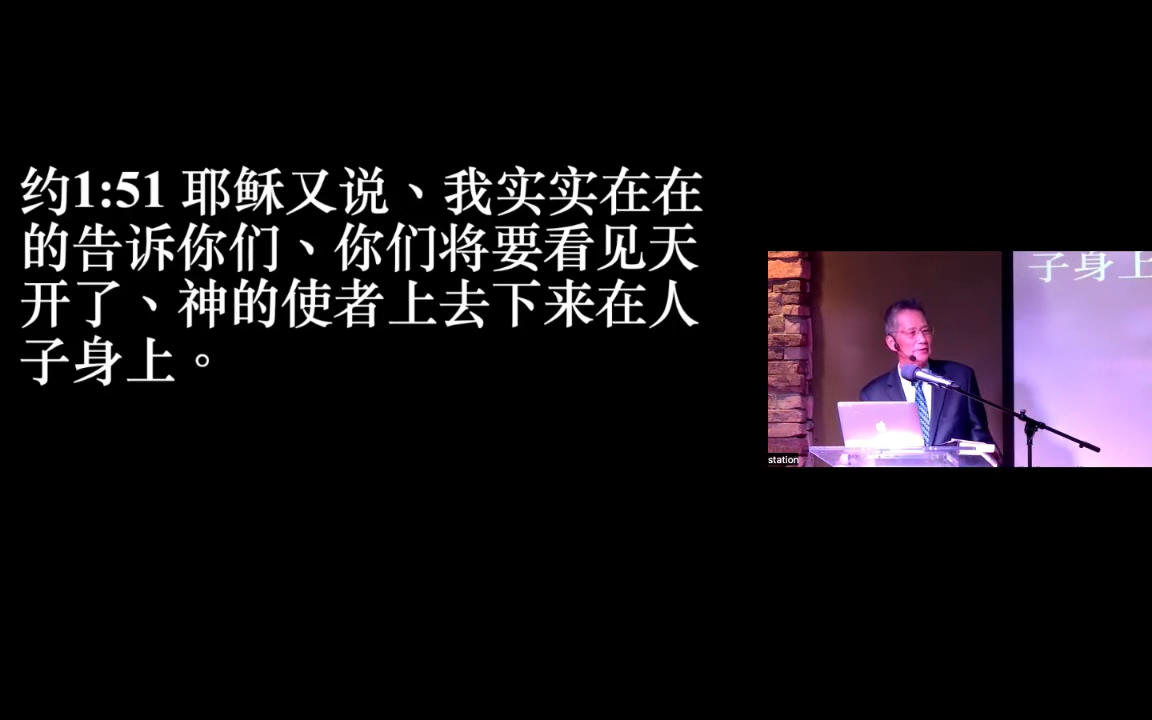 约1:51 耶稣又说、我实实在在
的告诉你们、你们将要看见天
开了、神的使者上去下来在人
子身上。
子身上
station